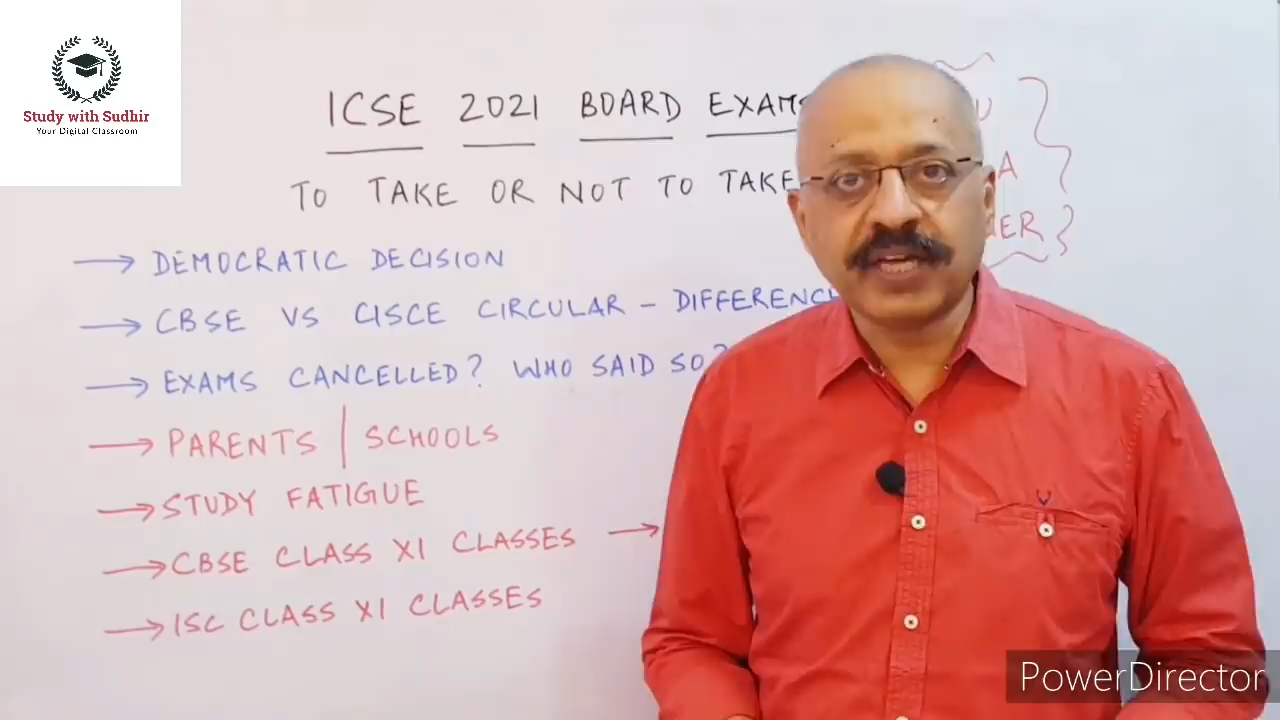 Study with Sudhir
Your Digital Classroom
ICSE 2021 BOARD EXAMS
TO TAKE OR NOT TO TAKE
→ DEMOCRATIC DECISION
→ CBSE VS CISCE CIRCULAR – DIFFERENC
→ EXAMS CANCELLED? WHO SAID SO?
→ PARENTS | SCHOOLS
→ STUDY FATIGUE
→ CBSE CLASS XI CLASSES →
→ ISC CLASS XI CLASSES
PowerDirector